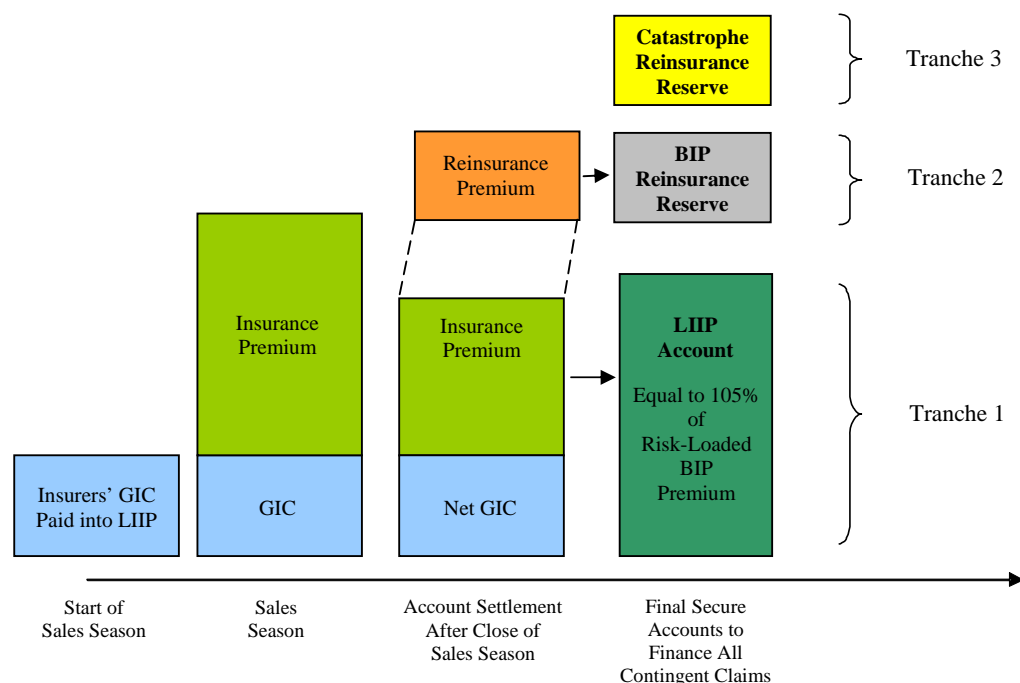 Catastrophe
Reinsurance
Reserve
Tranche 3
Reinsurance
Premium
BIP
Reinsurance
Reserve
Tranche 2
Insurance
Premium
Insurance
Premium
LIIP
Account
Equal to 105%
of
Risk-Loaded
BIP
Premium
Tranche 1
Insurers’ GIC
Paid into LIIP
GIC
Net GIC
Start of
Sales Season
Sales
Season
Account Settlement
After Close of
Sales Season
Final Secure
Accounts to
Finance All
Contingent Claims